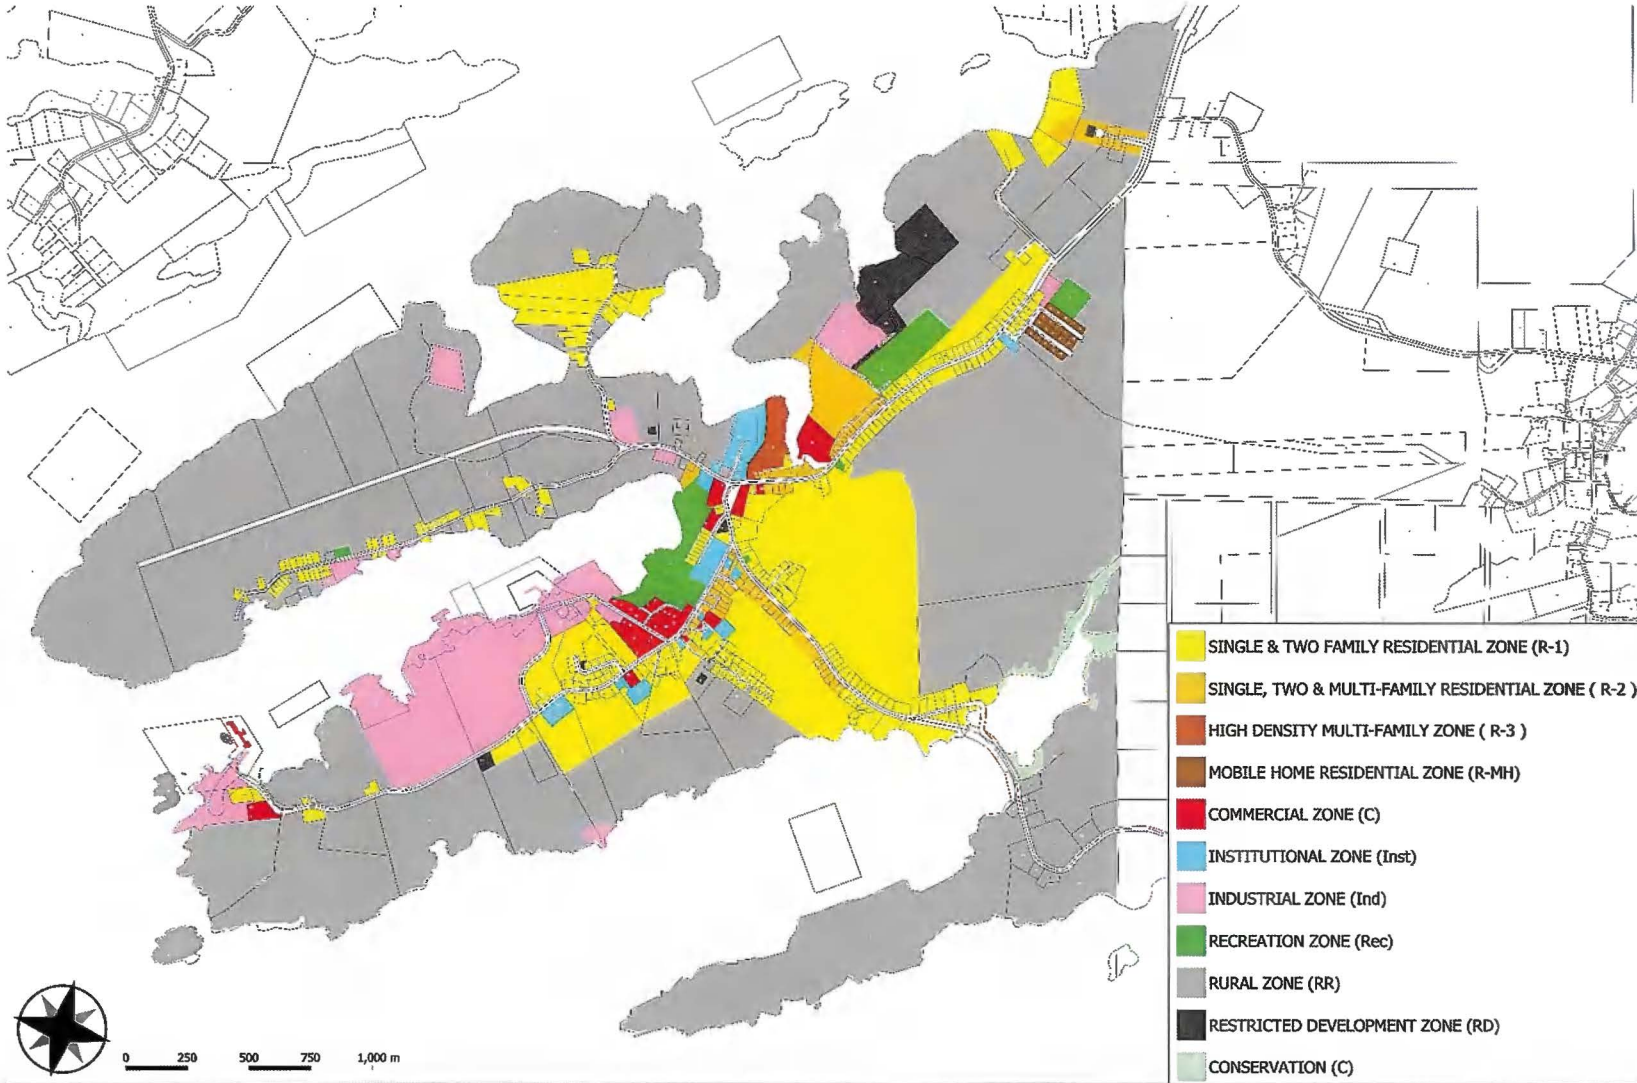 SINGLE & TWO FAMILY RESIDENTIAL ZONE (R-1)
SINGLE, TWO & MULTI-FAMILY RESIDENTIAL ZONE ( R-2 )
HIGH DENSITY MULTI-FAMILY ZONE ( R-3 )
MOBILE HOME RESIDENTIAL ZONE (R-MH)
COMMERCIAL ZONE (C)
INSTITUTIONAL ZONE (Inst)
INDUSTRIAL ZONE (Ind)
RECREATION ZONE (Rec)
RURAL ZONE (RR)
RESTRICTED DEVELOPMENT ZONE (RD)
CONSERVATION (C)
0 250 500 750 1,000 m